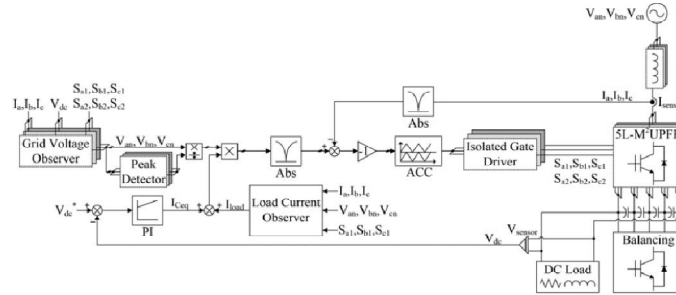 Van,Vbn,Vcn
Sa1,Sb1,Sc1
Ia,Ib,Ic Vdc Sa2,Sb2,Sc2
Ia,Ib,Ic
Abs
Grid Voltage
Observer
Van,Vbn,Vcn
Peak
Detector
Abs
ACC
Isolated Gate
Driver
Sa1,Sb1,Sc1
Sa2,Sb2,Sc2
Vdc*
PI
ICeq
Iload
Load Current
Observer
Ia,Ib,Ic
Van,Vbn,Vcn
Sa1,Sb1,Sc1
Vdc
Vsensor
DC Load
Balancing